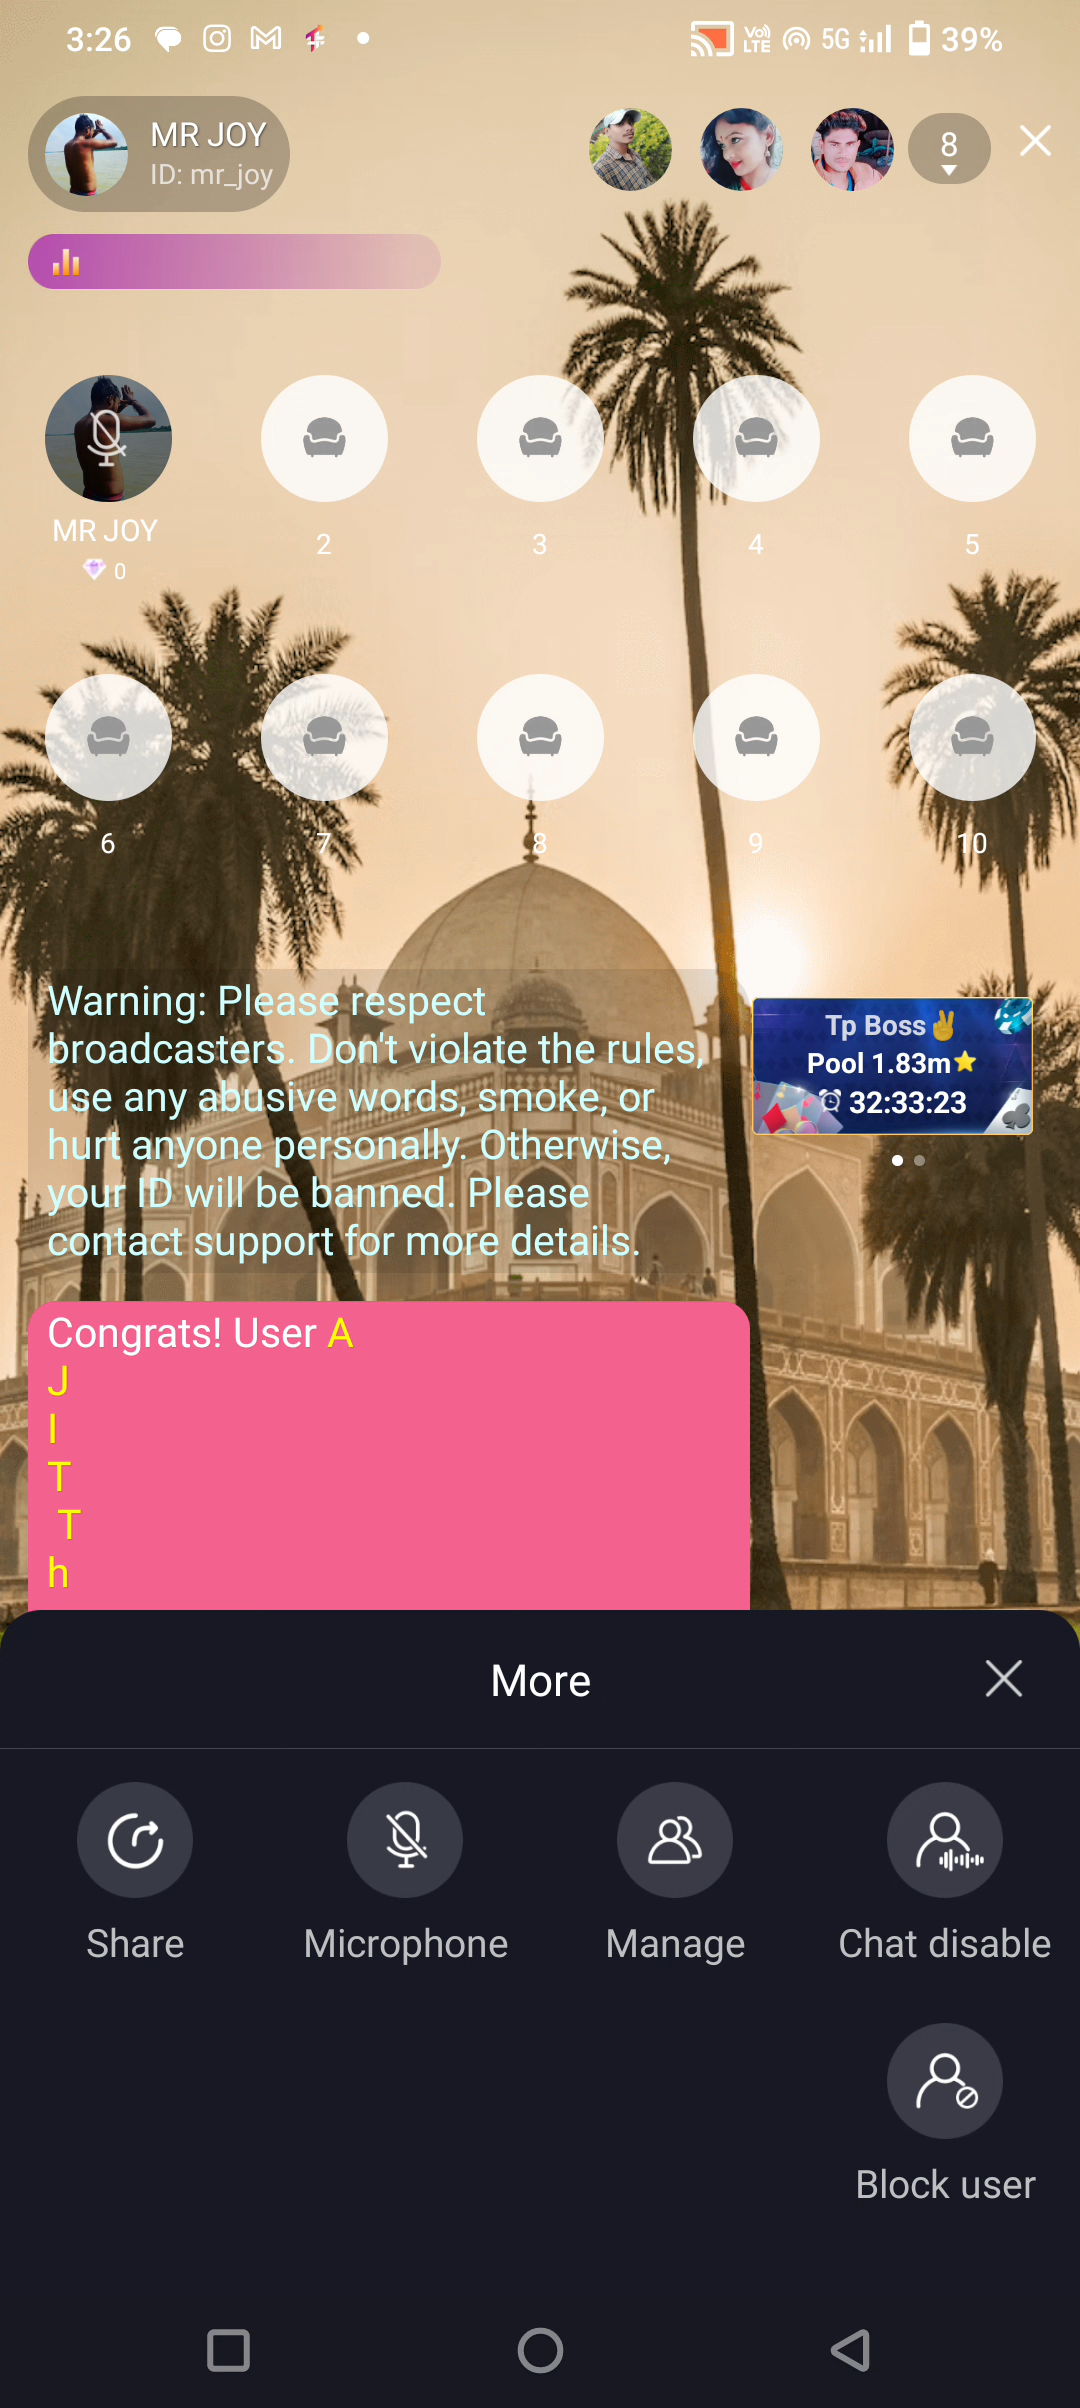 3:26
Vo))
LTE
5G
39%
MR JOY
ID: mr_joy
8
MR JOY
0
2
3
4
5
6
7
8
9
10
Warning: Please respect
broadcasters. Don't violate the rules,
use any abusive words, smoke, or
hurt anyone personally. Otherwise,
your ID will be banned. Please
contact support for more details.
Tp Boss✌
Pool 1.83m⭐
32:33:23
Congrats! User A
J
I
T
T
h
More
Share
Microphone
Manage
Chat disable
Block user